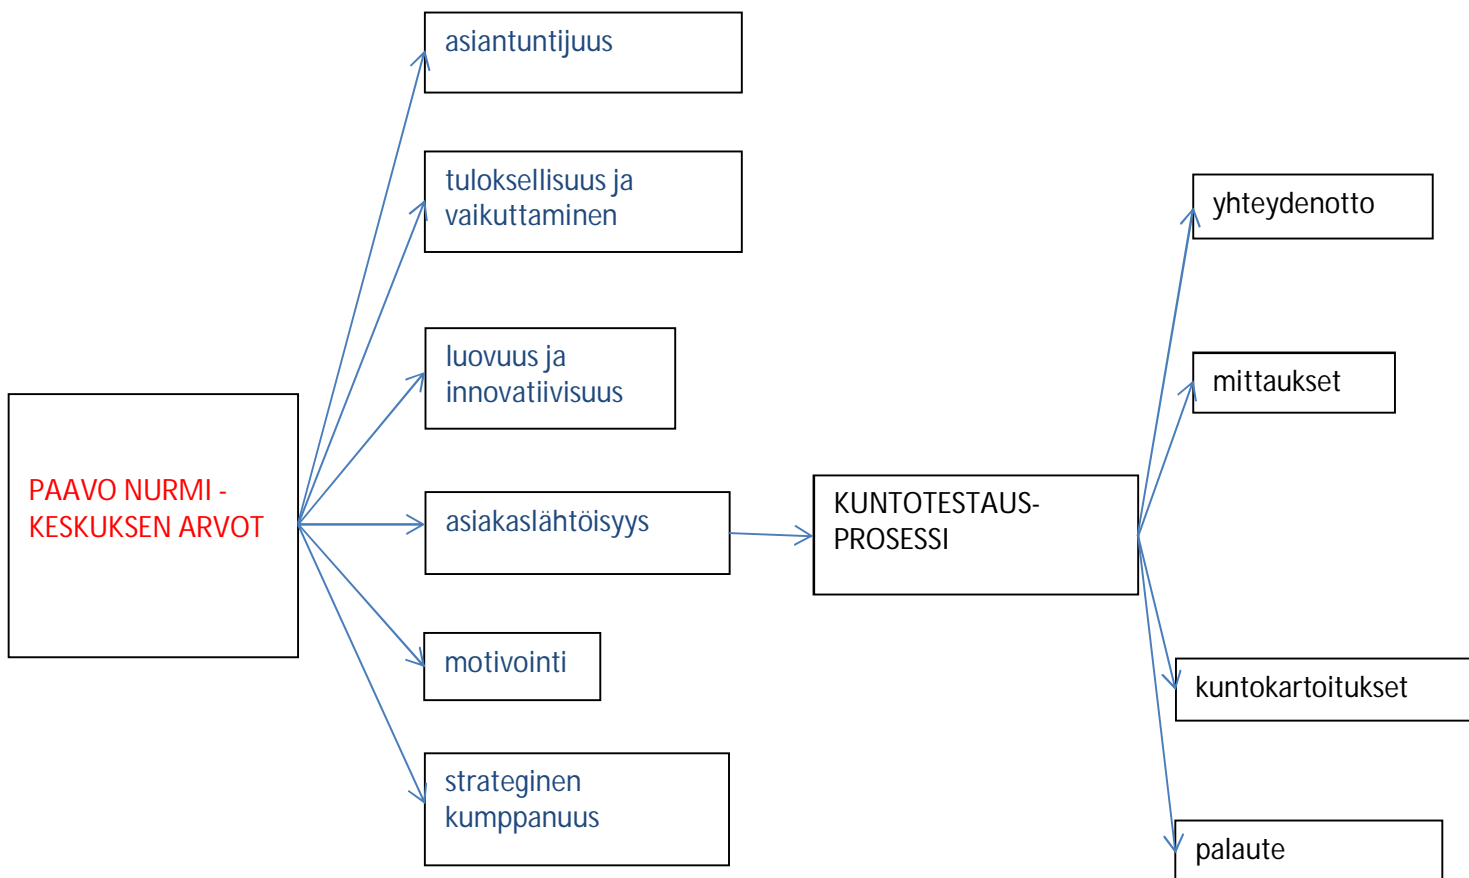 asiantuntijuus
tuloksellisuus ja
vaikuttaminen
luovuus ja
innovatiivisuus
PAAVO NURMI -
KESKUKSEN ARVOT
asiakaslähtöisyys
motivointi
strateginen
kumppanuus
KUNTOTESTAUS-
PROSESSI
yhteydenotto
mittaukset
kuntokartoitukset
palaute